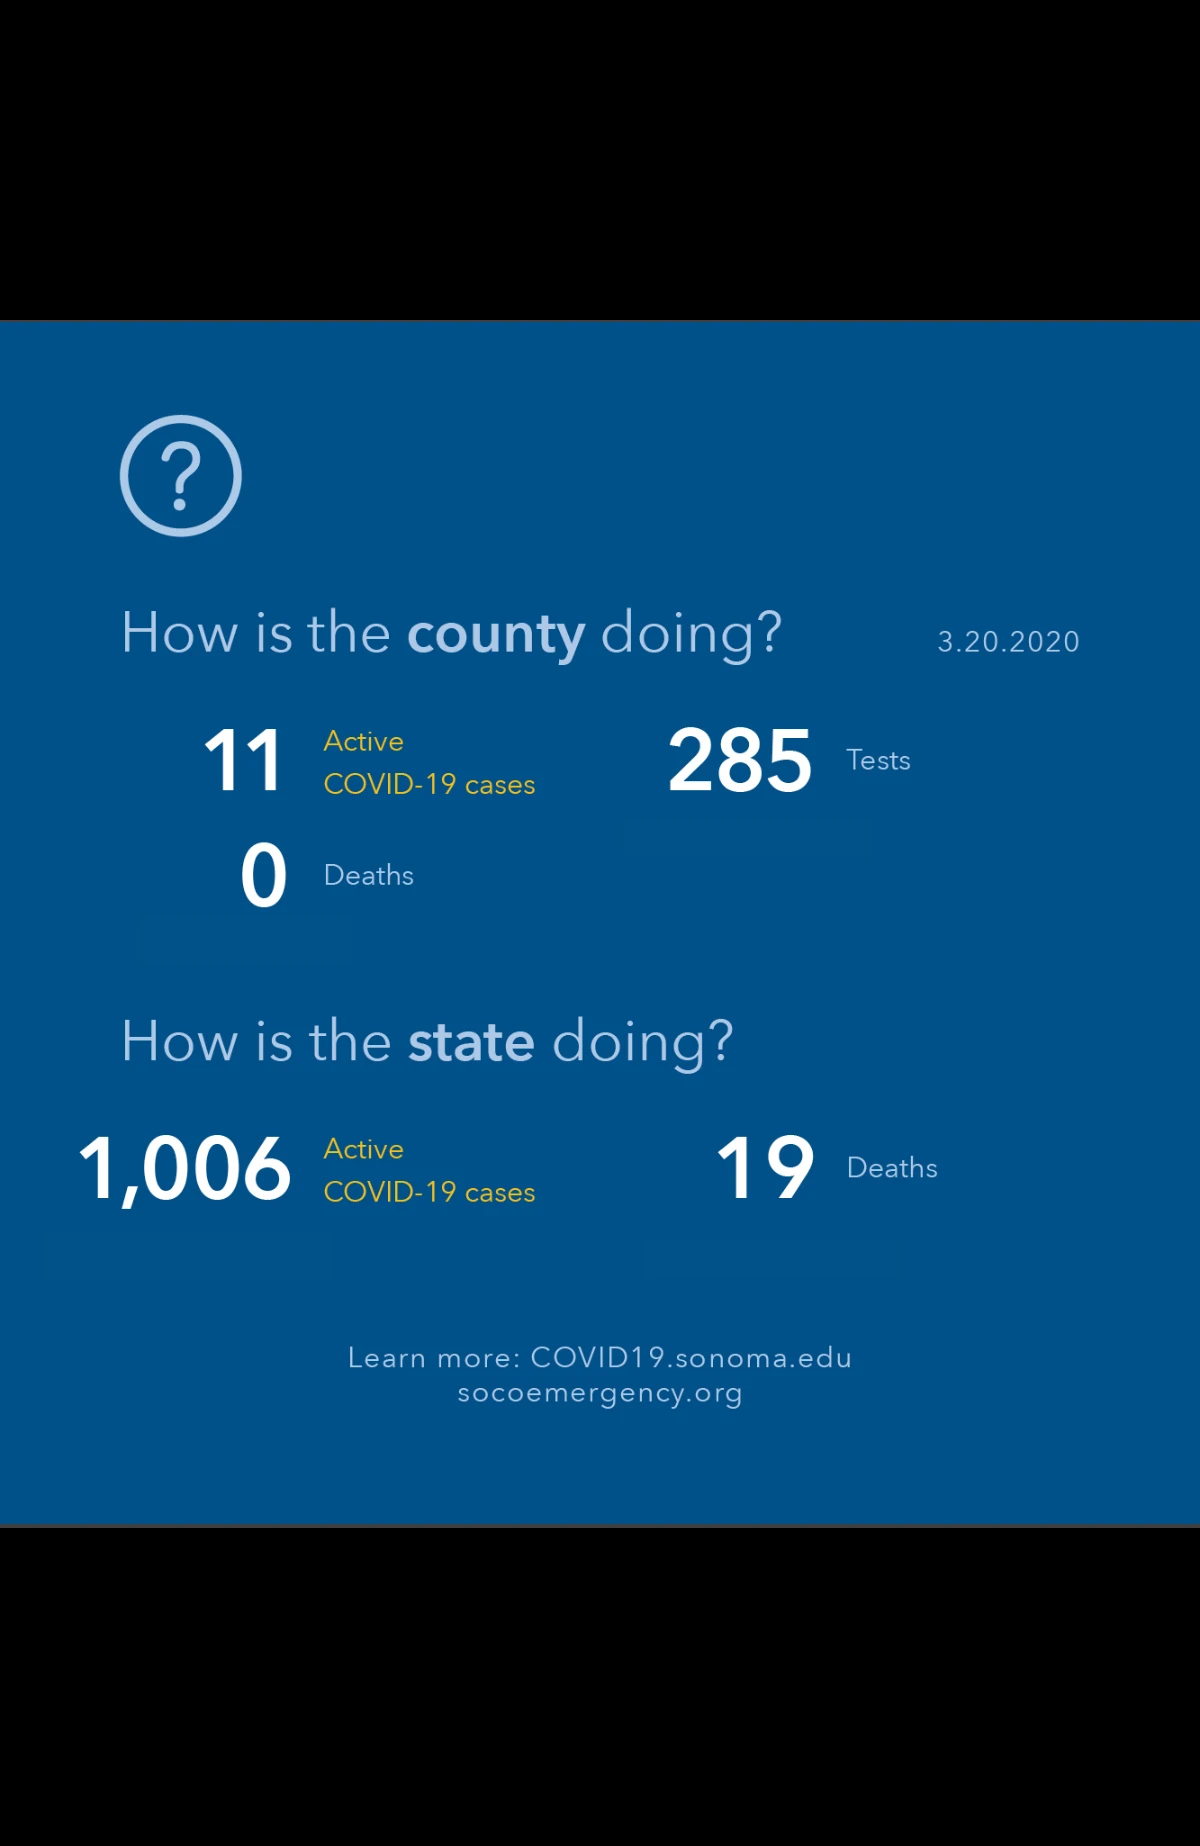 ?
How is the county doing?
3.20.2020
11 Active
COVID-19 cases
285 Tests
0 Deaths
How is the state doing?
1,006 Active
COVID-19 cases
19 Deaths
Learn more: COVID19.sonoma.edu
socoemergency.org